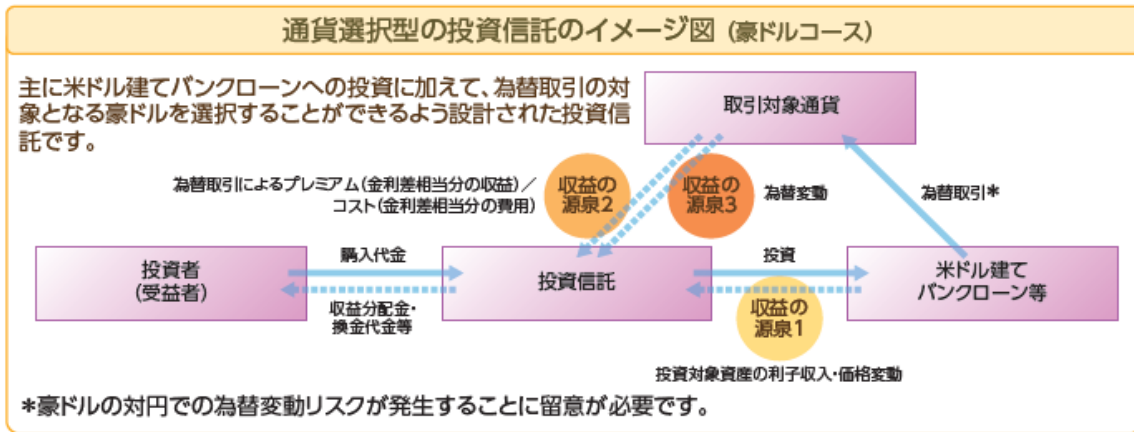 通貨選択型の投資信託のイメージ図（豪ドルコース）
主に米ドル建てバンクローンへの投資に加えて、為替取引の対
象となる豪ドルを選択することができるよう設計された投資信
託です。
取引対象通貨
為替取引によるプレミアム（金利差相当分の収益）／
コスト（金利差相当分の費用）
収益の
源泉2
収益の
源泉3
為替変動
為替取引*
投資者
（受益者）
購入代金
収益分配金・
換金代金等
投資信託
投資
収益の
源泉1
米ドル建て
バンクローン等
投資対象資産の利子収入・価格変動
*豪ドルの対円での為替変動リスクが発生することに留意が必要です。